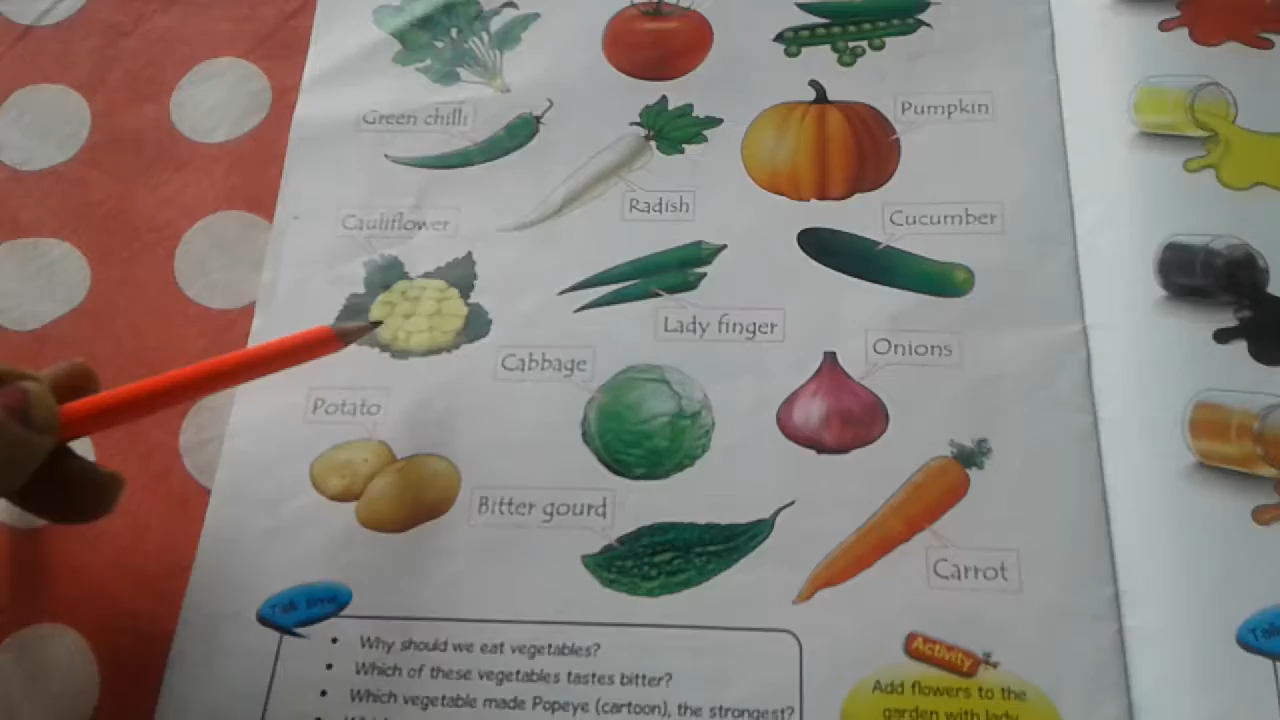 Green chilli
Pumpkin
Radish
Cauliflower
Cucumber
Lady finger
Onions
Cabbage
Potato
Bitter gourd
Carrot
Talk time
• Why should we eat vegetables?
• Which of these vegetables tastes bitter?
• Which vegetable made Popeye (cartoon), the strongest?
Activity
Add flowers to the
garden with lady